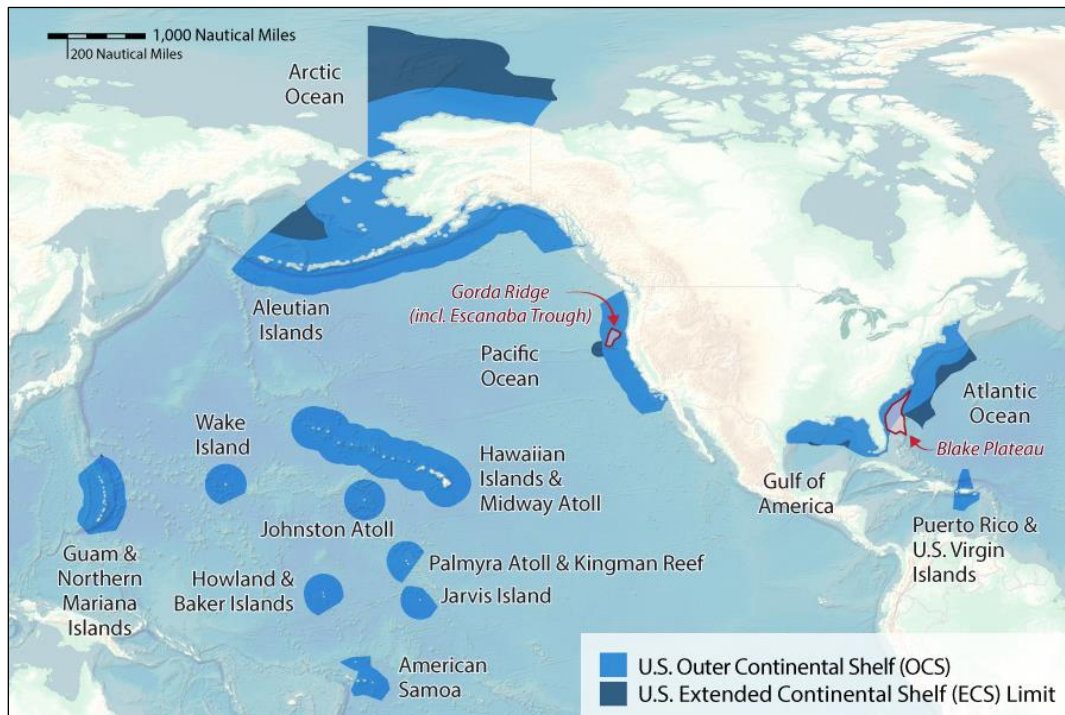 1,000 Nautical Miles
200 Nautical Miles
Arctic
Ocean
Aleutian
Islands
Gorda Ridge
(incl. Escanaba Trough)
Pacific
Ocean
Atlantic
Ocean
Blake Plateau
Wake
Island
Hawaiian
Islands &
Midway Atoll
Gulf of
America
Johnston Atoll
Puerto Rico &
U.S. Virgin
Islands
Guam &
Northern
Mariana
Islands
Palmyra Atoll & Kingman Reef
Howland &
Baker Islands
Jarvis Island
American
Samoa
U.S. Outer Continental Shelf (OCS)
U.S. Extended Continental Shelf (ECS) Limit